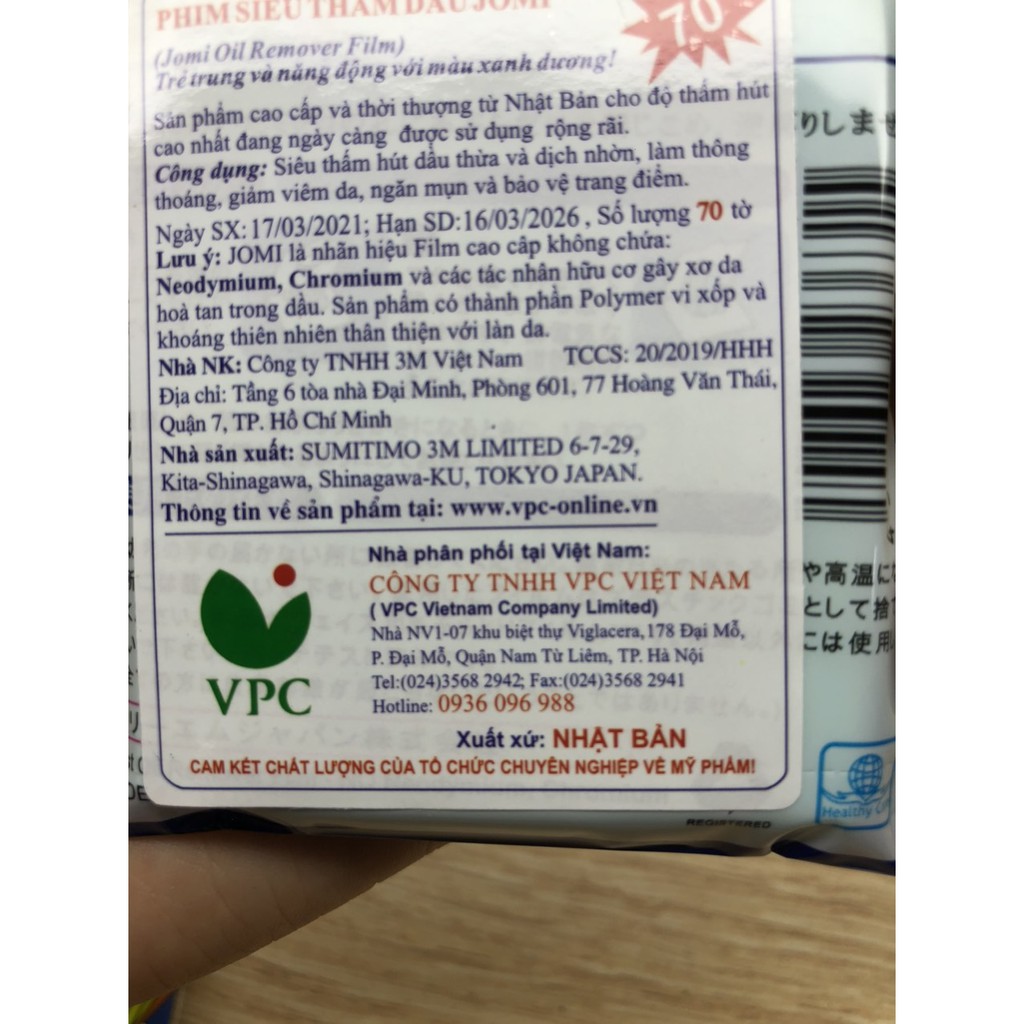 PHIM SIÊU THẤM DẦU JOMI
70
(Jomi Oil Remover Film)
Trẻ trung và năng động với màu xanh dương!
Sản phẩm cao cấp và thời thượng từ Nhật Bản cho độ thấm hút
cao nhất đang ngày càng được sử dụng rộng rãi.
Công dụng: Siêu thấm hút dầu thừa và dịch nhờn, làm thông
thoáng, giảm viêm da, ngăn mụn và bảo vệ trang điểm.
Ngày SX: 17/03/2021; Hạn SD:16/03/2026 , Số lượng 70 tờ
Lưu ý: JOMI là nhãn hiệu Film cao câp không chứa:
Neodymium, Chromium và các tác nhân hữu cơ gây xơ da
hoà tan trong dầu. Sản phẩm có thành phần Polymer vi xốp và
khoáng thiên nhiên thân thiện với làn da.
Nhà NK: Công ty TNHH 3M Việt Nam TCCS: 20/2019/HHH
Địa chỉ: Tầng 6 tòa nhà Đại Minh, Phòng 601, 77 Hoàng Văn Thái,
Quận 7, TP. Hồ Chí Minh
Nhà sản xuất: SUMITIMO 3M LIMITED 6-7-29,
Kita-Shinagawa, Shinagawa-KU, TOKYO JAPAN.
Thông tin về sản phẩm tại: www.vpc-online.vn
VPC
Nhà phân phối tại Việt Nam:
CÔNG TY TNHH VPC VIỆT NAM
( VPC Vietnam Company Limited)
Nhà NV1-07 khu biệt thự Viglacera, 178 Đại Mỗ,
P. Đại Mỗ, Quận Nam Từ Liêm, TP. Hà Nội
Tel:(024)3568 2942; Fax:(024)3568 2941
Hotline: 0936 096 988
Xuất xứ: NHẬT BẢN
CAM KẾT CHẤT LƯỢNG CỦA TỔ CHỨC CHUYÊN NGHIỆP VỀ MỸ PHẨM!
りしませ
や高温に
として捨
には使用
Healthy
REGISTERED